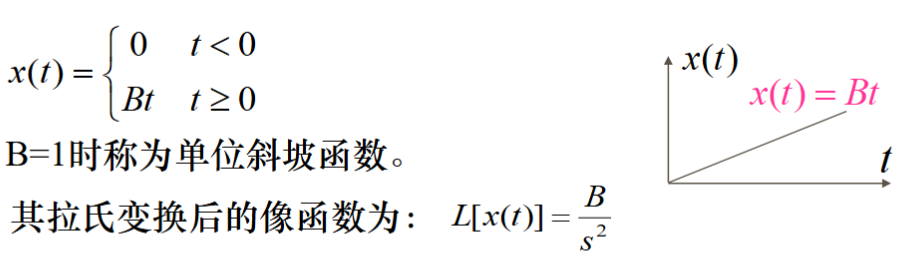 x(t) = { 0 t < 0
Bt t ≥ 0
B=1时称为单位斜坡函数。
其拉氏变换后的像函数为： L[x(t)] = B/s²
x(t)
x(t) = Bt
t